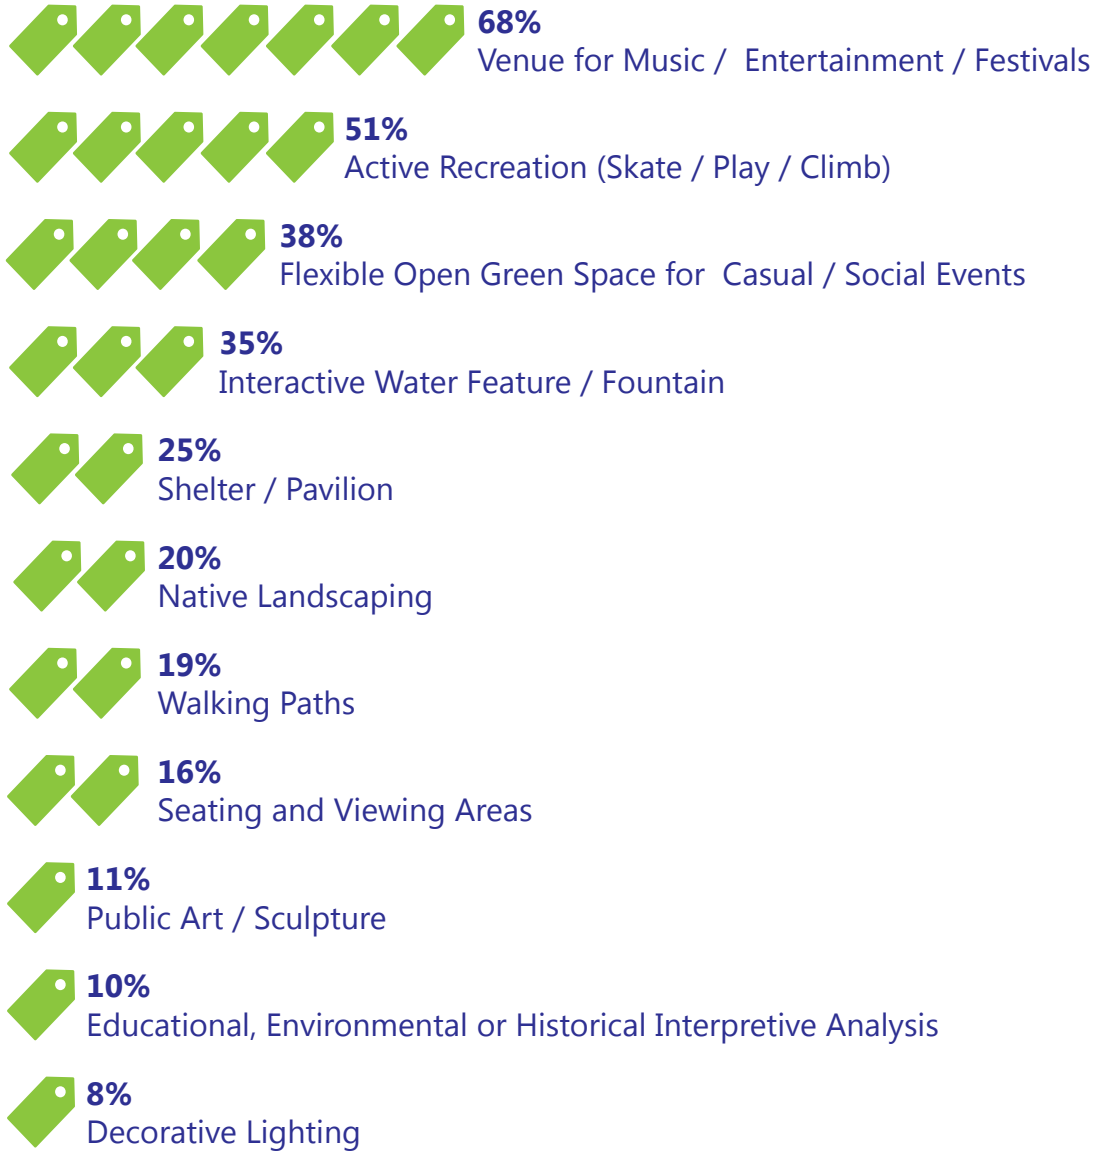 68%
Venue for Music / Entertainment / Festivals
51%
Active Recreation (Skate / Play / Climb)
38%
Flexible Open Green Space for Casual / Social Events
35%
Interactive Water Feature / Fountain
25%
Shelter / Pavilion
20%
Native Landscaping
19%
Walking Paths
16%
Seating and Viewing Areas
11%
Public Art / Sculpture
10%
Educational, Environmental or Historical Interpretive Analysis
8%
Decorative Lighting